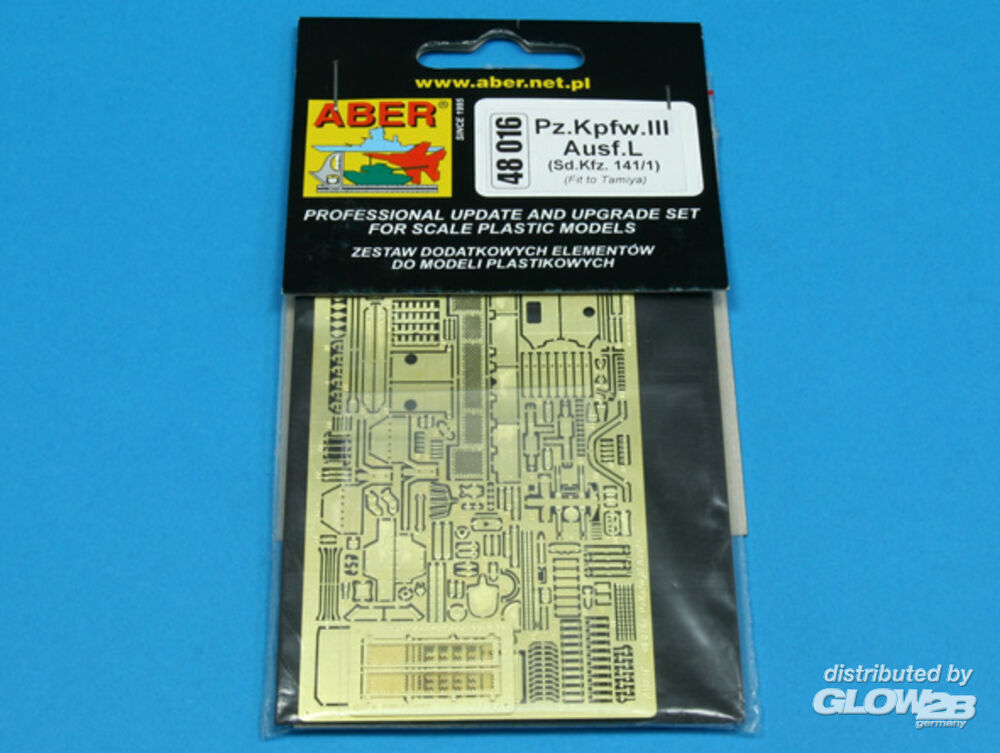 www.aber.net.pl
ABER®
SINCE 1995
48 016
Pz.Kpfw.III
Ausf.L
(Sd.Kfz. 141/1)
(Fit to Tamiya)
PROFESSIONAL UPDATE AND UPGRADE SET
FOR SCALE PLASTIC MODELS
ZESTAW DODATKOWYCH ELEMENTÓW
DO MODELI PLASTIKOWYCH
distributed by
GLOW2B
germany